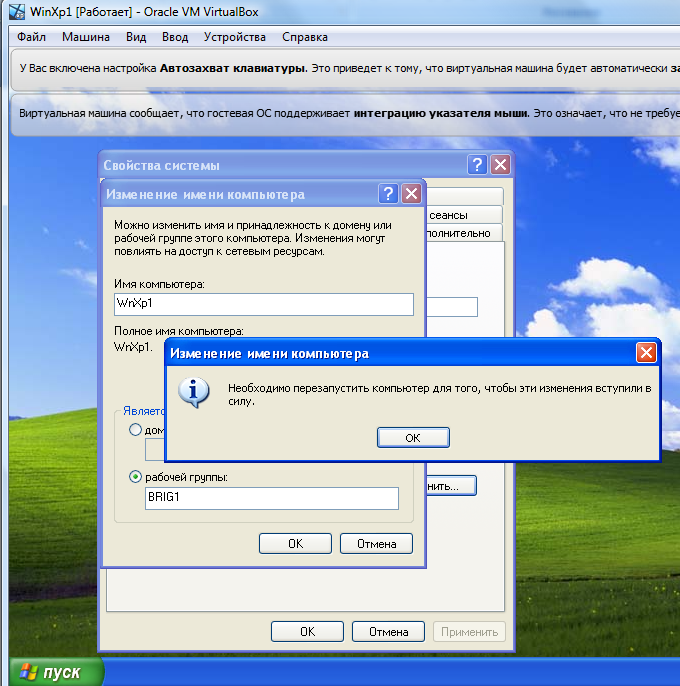 WinXp1 [Работает] - Oracle VM VirtualBox
Файл Машина Вид Ввод Устройства Справка
У Вас включена настройка Автозахват клавиатуры. Это приведет к тому, что виртуальная машина будет автоматически за
Виртуальная машина сообщает, что гостевая ОС поддерживает интеграцию указателя мыши. Это означает, что не требуе
Свойства системы
Изменение имени компьютера
Можно изменить имя и принадлежность к домену или
рабочей группе этого компьютера. Изменения могут
повлиять на доступ к сетевым ресурсам.
сеансы
полнительно
Имя компьютера:
WnXp1
Полное имя компьютера:
WnXp1.
Изменение имени компьютера
Необходимо перезапустить компьютер для того, чтобы эти изменения вступили в
силу.
OK
Являетс
дом
рабочей группы:
BRIG1
нить...
OK Отмена
OK Отмена Применить
пуск